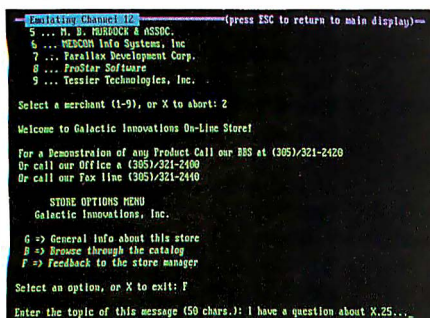 Emulating Channel 12 (press ESC to return to main display)
5 ... M. B. MURDOCK & ASSOC.
6 ... MEDCOM Info Systems, Inc
7 ... Parallax Development Corp.
8 ... ProStar Software
9 ... Tessier Technologies, Inc.
Select a merchant (1-9), or X to abort: 2
Welcome to Galactic Innovations On-Line Store!
For a Demonstraion of any Product Call our BBS at (305)/321-2420
Or call our Office a (305)/321-2400
Or call our Fax line (305)/321-2440
STORE OPTIONS MENU
Galactic Innovations, Inc.
G => General info about this store
B => Browse through the catalog
F => Feedback to the store manager
Select an option, or X to exit: F
Enter the topic of this message (50 chars.): I have a question about X.25..._